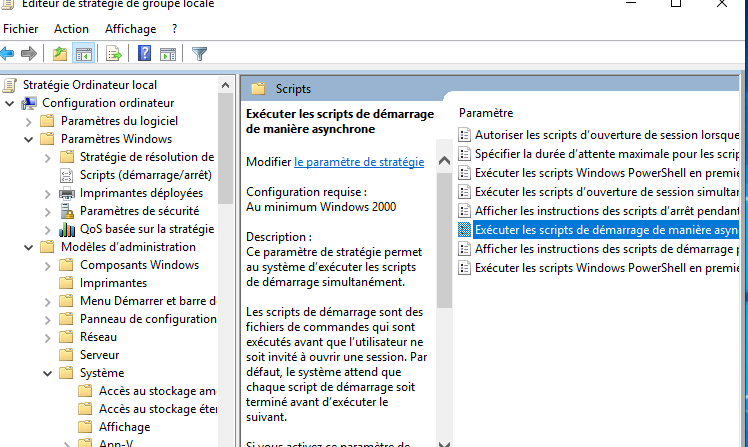 Éditeur de stratégie de groupe locale
Fichier Action Affichage ?
Stratégie Ordinateur local
Configuration ordinateur
Paramètres du logiciel
Paramètres Windows
Stratégie de résolution de
Scripts (démarrage/arrêt)
Imprimantes déployées
Paramètres de sécurité
QoS basée sur la stratégie
Modèles d'administration
Composants Windows
Imprimantes
Menu Démarrer et barre d
Panneau de configuration
Réseau
Serveur
Système
Accès au stockage am
Accès au stockage éte
Affichage
App-V
Scripts
Exécuter les scripts de démarrage
de manière asynchrone
Modifier le paramètre de stratégie
Configuration requise :
Au minimum Windows 2000
Description :
Ce paramètre de stratégie permet
au système d'exécuter les scripts
de démarrage simultanément.
Les scripts de démarrage sont des
fichiers de commandes qui sont
exécutés avant que l'utilisateur ne
soit invité à ouvrir une session. Par
défaut, le système attend que
chaque script de démarrage soit
terminé avant d'exécuter le
suivant.
Si vous activez ce paramètre de
Paramètre
Autoriser les scripts d'ouverture de session lorsque
Spécifier la durée d'attente maximale pour les scrip
Exécuter les scripts Windows PowerShell en premie
Exécuter les scripts d'ouverture de session simultar
Afficher les instructions des scripts d'arrêt pendant
Exécuter les scripts de démarrage de manière asyn
Afficher les instructions des scripts de démarrage p
Exécuter les scripts Windows PowerShell en premie